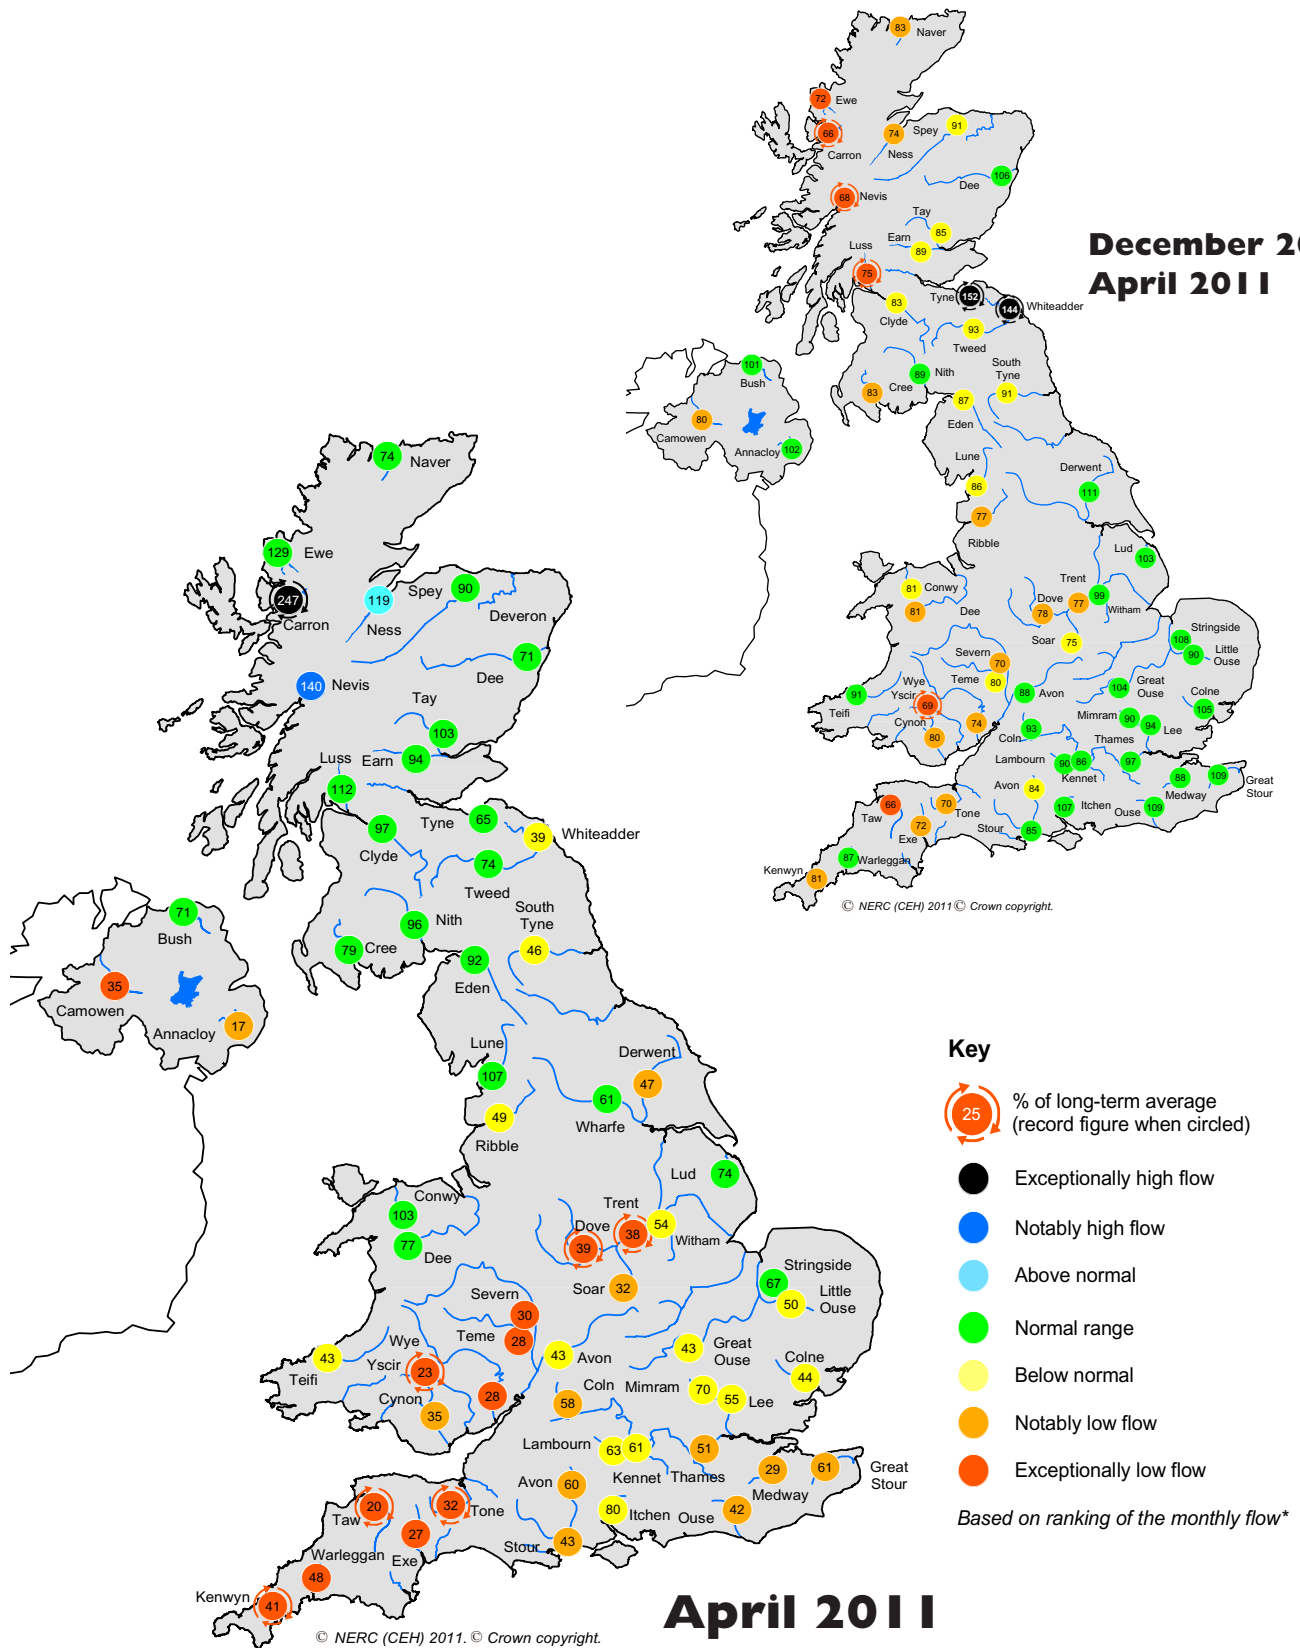 83 Naver
72 Ewe
66
Carron
74
Ness
Spey 91
Dee 106
68 Nevis
Tay
85
Earn
89
Luss
75
December 20
April 2011
Tyne 152
144 Whiteadder
83
Clyde
93
Tweed
South
Tyne
91
89 Nith
83 Cree
87
Eden
101
Bush
80
Camowen
Annacloy 102
Lune
86
Derwent
111
77
Ribble
Lud
103
81 Conwy
81
Dee
Trent
99
Witham
Dove 77
78
Soar
75
Stringside
108
90 Little
Ouse
Severn
70
Teme 80
Wye
Yscir
69
91
Teifi
Cynon
80
74
88 Avon
104 Great
Ouse
Colne
105
Mimram 90
94 Lee
93
Coln
Thames
97
Lambourn
90 86
Kennet
88
Medway
109
Great
Stour
Avon 84
107 Itchen
Ouse 109
Stour 85
66
Taw
70
Tone
72
Exe
87
Warleggan
Kenwyn
81
© NERC (CEH) 2011 © Crown copyright.
74 Naver
129 Ewe
247
Carron
119
Ness
Spey 90
Deveron
71
Dee
140 Nevis
Tay
103
Earn 94
Luss
112
97
Clyde
Tyne 65
39 Whiteadder
74
Tweed
South
Tyne
46
96 Nith
79 Cree
92
Eden
71
Bush
35
Camowen
Annacloy 17
Lune
107
Derwent
47
61
Wharfe
49
Ribble
Lud 74
Conwy
103
77
Dee
Trent
38 54
Witham
Dove
39
Soar 32
Stringside
67
50 Little
Ouse
Severn
30
Teme 28
Wye
Yscir
23
43
Teifi
Cynon
35
28
43 Avon
43 Great
Ouse
Colne
44
Mimram 70
55 Lee
Coln
58
Lambourn 63 61
Kennet
51
Thames
29
Medway
61
Great
Stour
Avon 60
80 Itchen
Ouse 42
Stour 43
20
Taw
32 Tone
27
Exe
Warleggan
48
Kenwyn
41
© NERC (CEH) 2011. © Crown copyright.
April 2011
Key
25 % of long-term average
(record figure when circled)
Exceptionally high flow
Notably high flow
Above normal
Normal range
Below normal
Notably low flow
Exceptionally low flow
Based on ranking of the monthly flow*